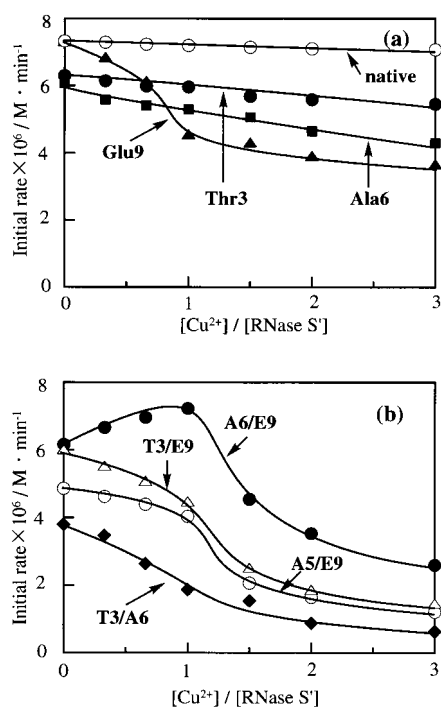 (a)
8
6
4
2
0
Initial rate×10⁶ / M · min⁻¹
native
Glu9
Thr3
Ala6
0 1 2 3
[Cu²⁺] / [RNase S']
(b)
8
6
4
2
0
Initial rate×10⁶ / M · min⁻¹
A6/E9
T3/E9
A5/E9
T3/A6
0 1 2 3
[Cu²⁺] / [RNase S']